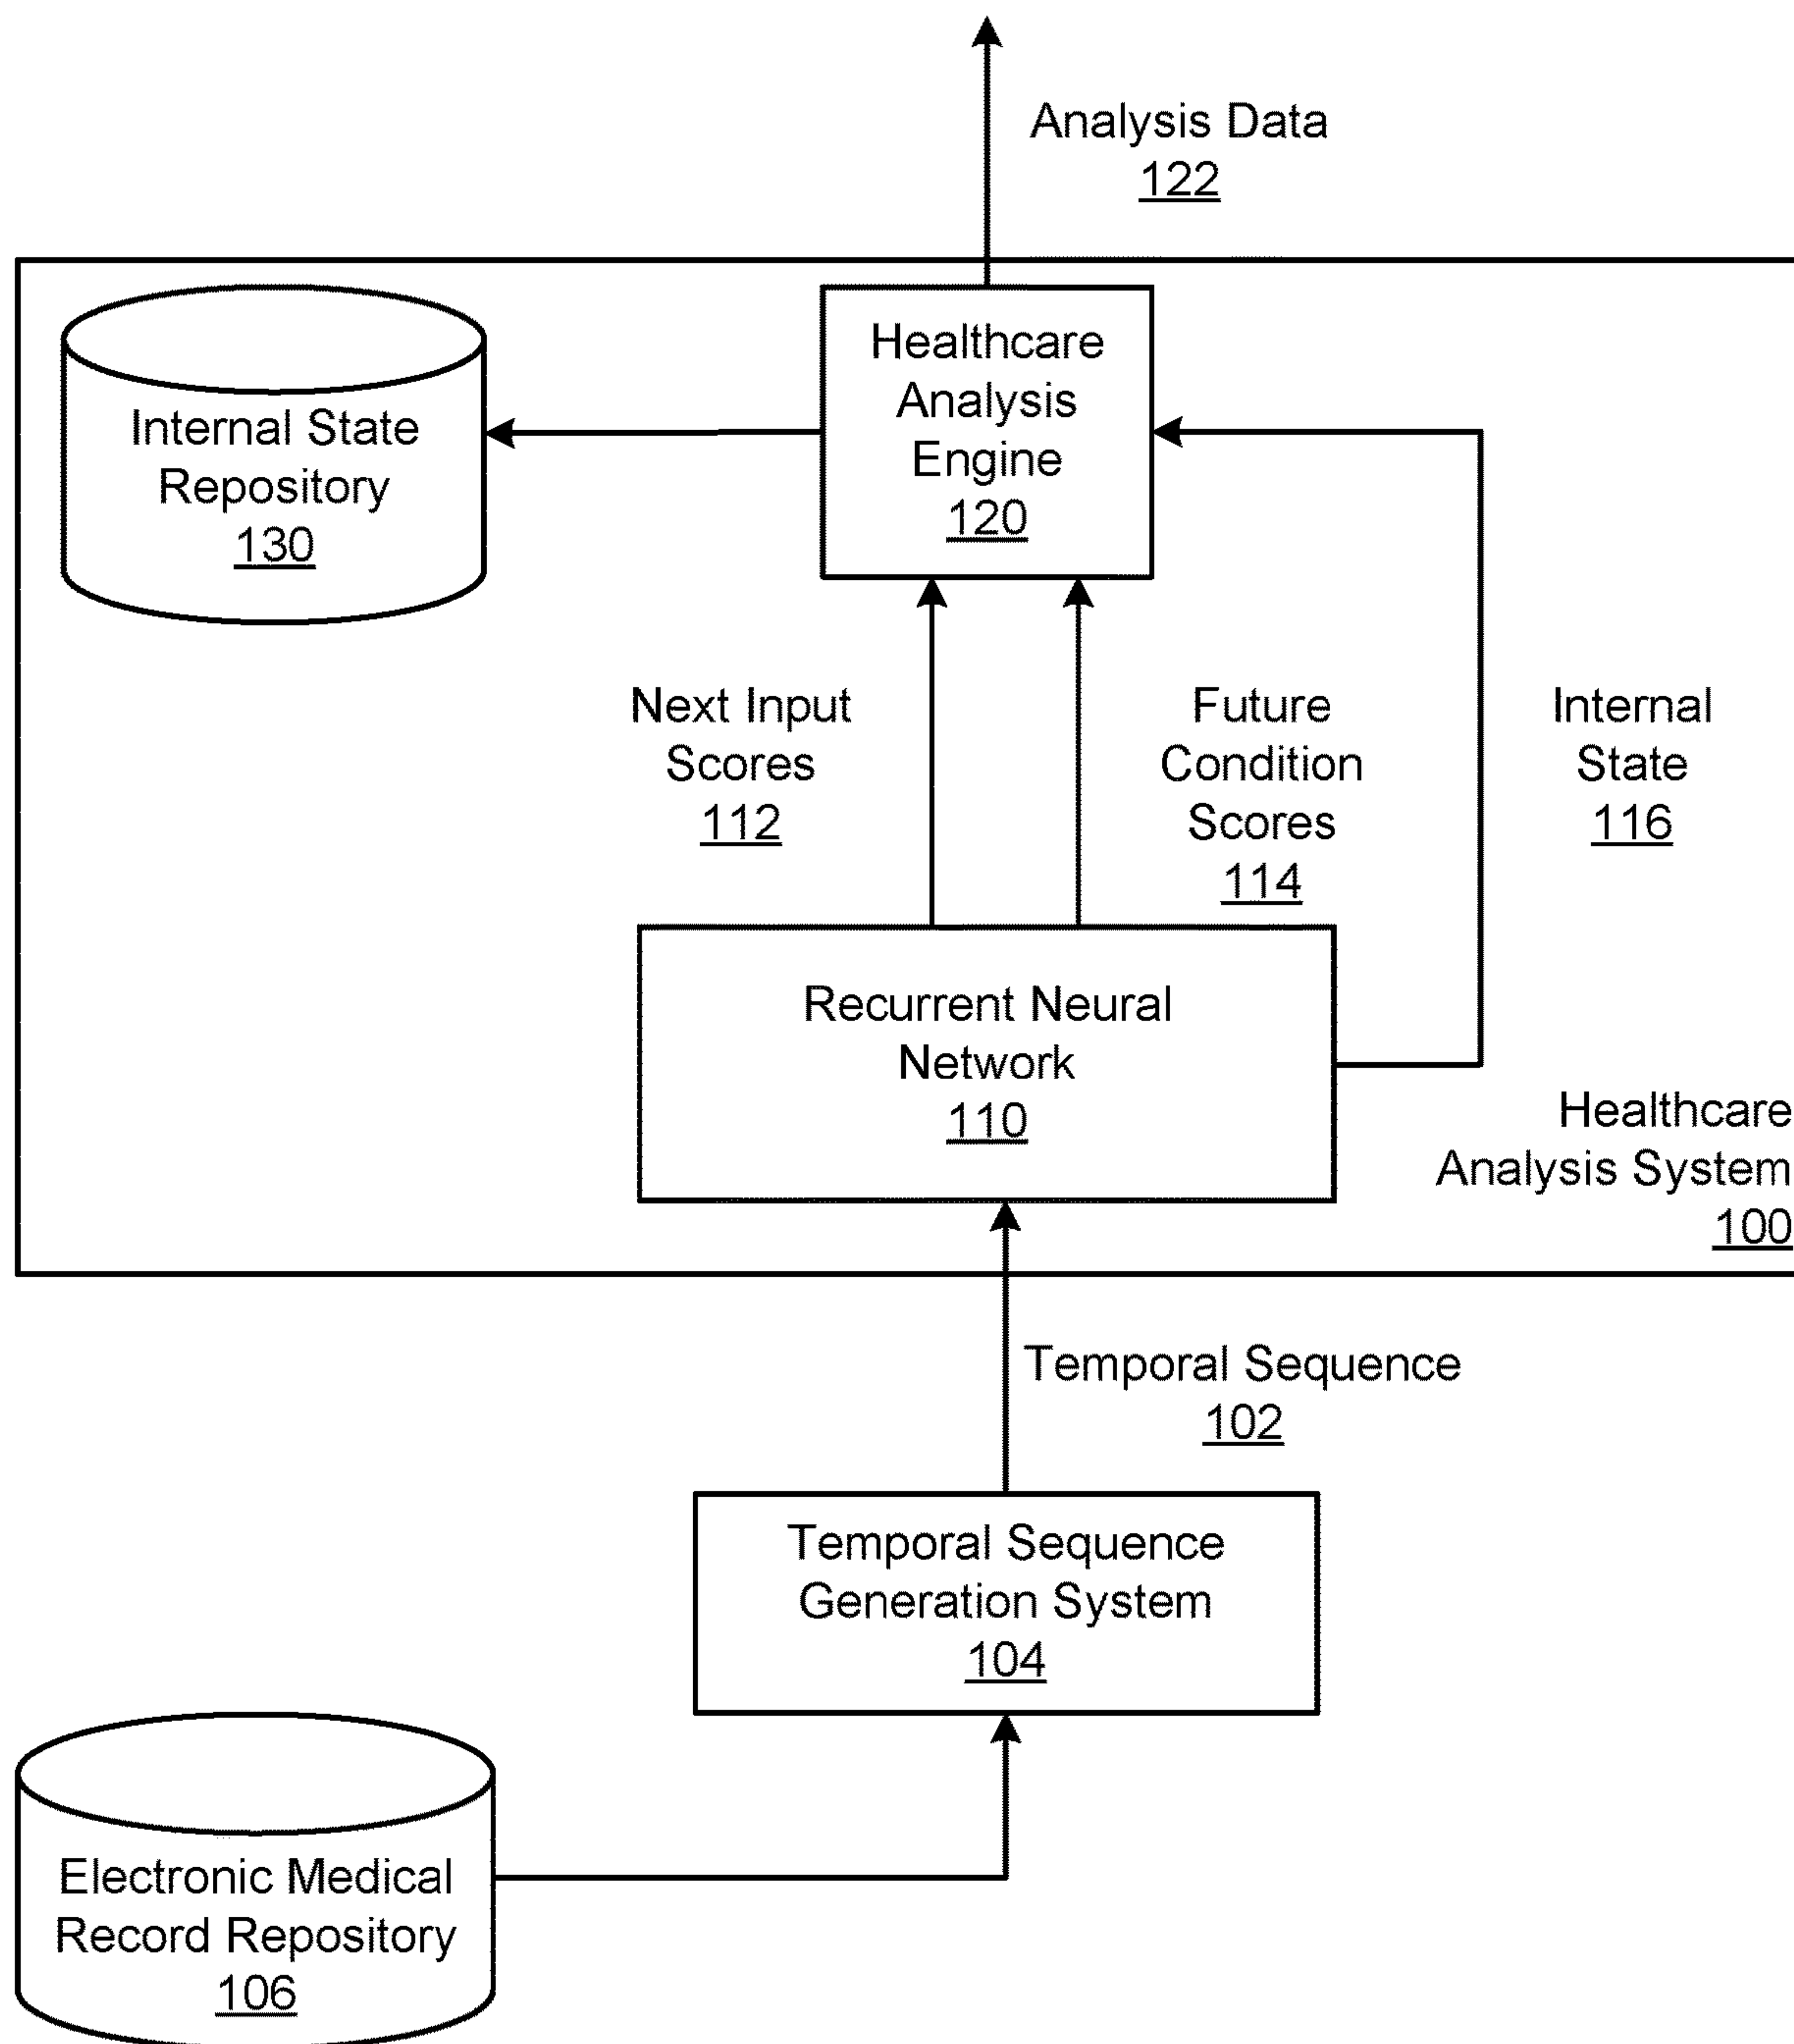 Analysis Data
122
Healthcare
Analysis
Engine
120
Internal State
Repository
130
Next Input
Scores
112
Future
Condition
Scores
114
Internal
State
116
Recurrent Neural
Network
110
Healthcare
Analysis System
100
Temporal Sequence
102
Temporal Sequence
Generation System
104
Electronic Medical
Record Repository
106